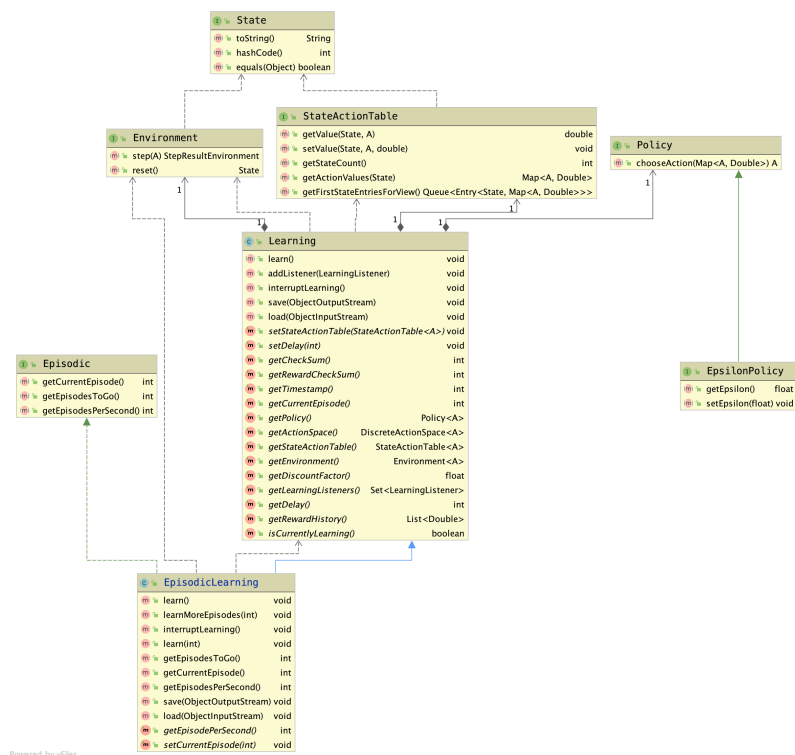 State
toString() String
hashCode() int
equals(Object) boolean
Environment
step(A) StepResultEnvironment
reset() State
StateActionTable
getValue(State, A) double
setValue(State, A, double) void
getStateCount() int
getActionValues(State) Map<A, Double>
getFirstStateEntriesForView() Queue<Entry<State, Map<A, Double>>>
Policy
chooseAction(Map<A, Double>) A
1
1
1
1
1
1
Learning
learn() void
addListener(LearningListener) void
interruptLearning() void
save(ObjectOutputStream) void
load(ObjectInputStream) void
setStateActionTable(StateActionTable<A>) void
setDelay(int) void
getCheckSum() int
getRewardCheckSum() int
getTimestamp() int
getCurrentEpisode() int
getPolicy() Policy<A>
getActionSpace() DiscreteActionSpace<A>
getStateActionTable() StateActionTable<A>
getEnvironment() Environment<A>
getDiscountFactor() float
getLearningListeners() Set<LearningListener>
getDelay() int
getRewardHistory() List<Double>
isCurrentlyLearning() boolean
Episodic
getCurrentEpisode() int
getEpisodesToGo() int
getEpisodesPerSecond() int
EpsilonPolicy
getEpsilon() float
setEpsilon(float) void
EpisodicLearning
learn() void
learnMoreEpisodes(int) void
interruptLearning() void
learn(int) void
getEpisodesToGo() int
getCurrentEpisode() int
getEpisodesPerSecond() int
save(ObjectOutputStream) void
load(ObjectInputStream) void
getEpisodePerSecond() int
setCurrentEpisode(int) void
Powered by yFiles